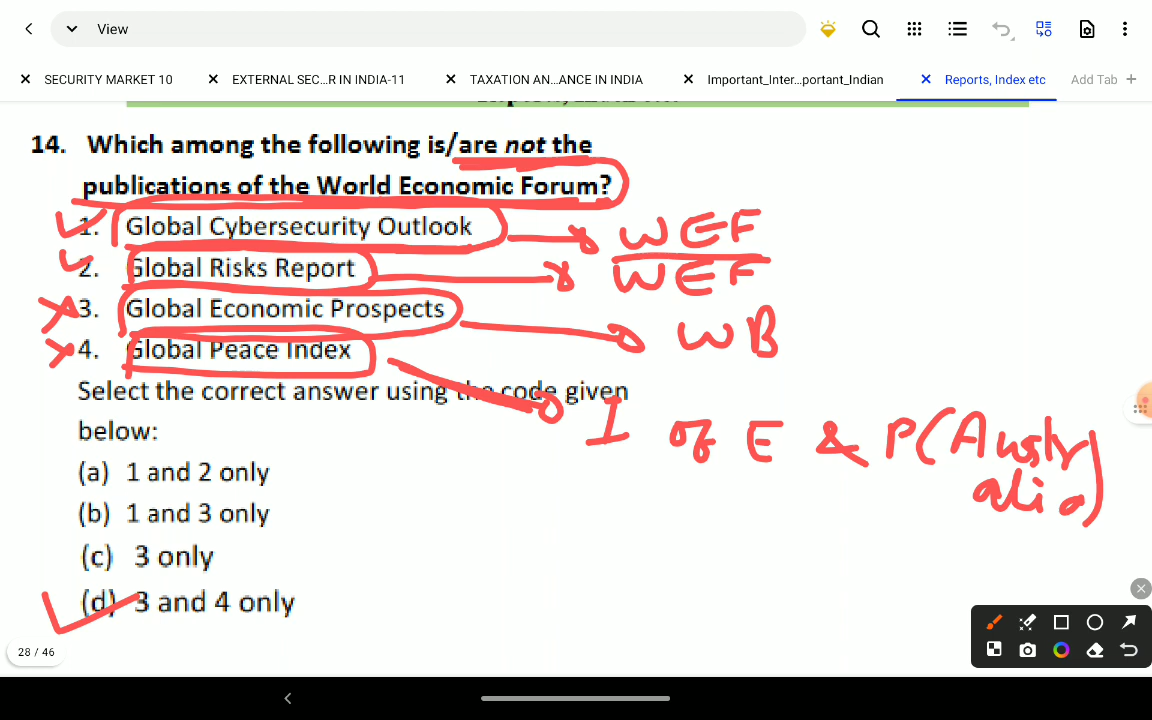 View
SECURITY MARKET 10
EXTERNAL SEC...R IN INDIA-11
TAXATION AN...ANCE IN INDIA
Important_Inter...portant_Indian
Reports, Index etc
Add Tab
14. Which among the following is/are not the
publications of the World Economic Forum?
1. Global Cybersecurity Outlook
WEF
2. Global Risks Report
WEF
3. Global Economic Prospects
WB
4. Global Peace Index
I of E & P(Austr
alia)
Select the correct answer using the code given
below:
(a) 1 and 2 only
(b) 1 and 3 only
(c) 3 only
(d) 3 and 4 only
28 / 46